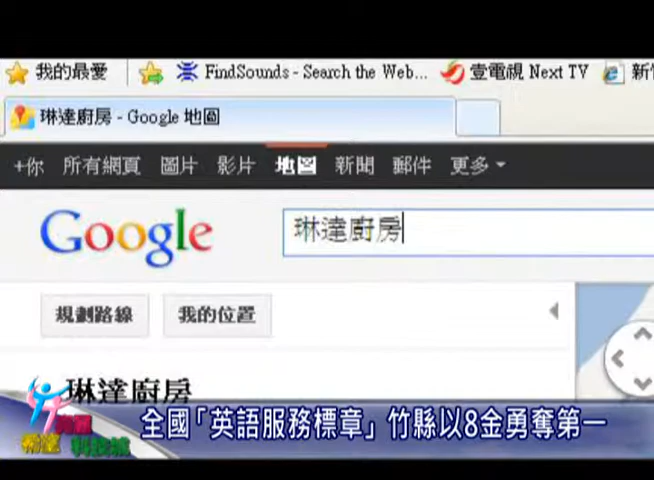 我的最愛 FindSounds - Search the Web... 壹電視 Next TV
琳達廚房 - Google 地圖
+你 所有網頁 圖片 影片 地圖 新聞 郵件 更多
Google 琳達廚房
規劃路線 我的位置
琳達廚房
全國「英語服務標章」竹縣以8金勇奪第一
科技城